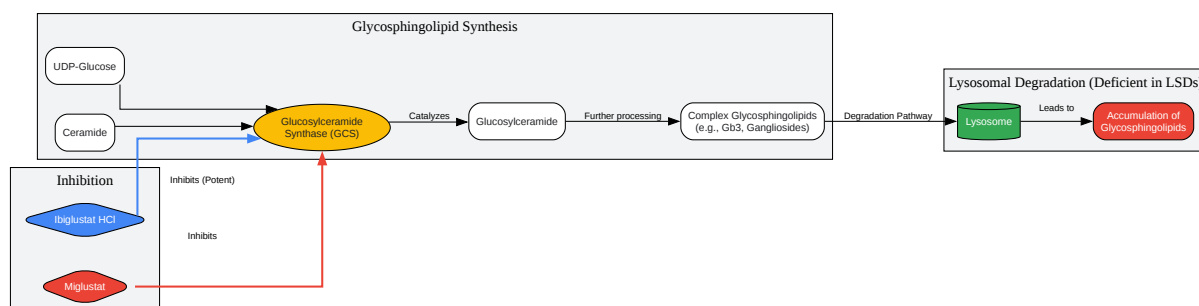 Glycosphingolipid Synthesis
UDP-Glucose
Ceramide
Glucosylceramide
Synthase (GCS)
Catalyzes
Glucosylceramide
Further processing
Complex Glycosphingolipids
(e.g., Gb3, Gangliosides)
Degradation Pathway
Lysosomal Degradation (Deficient in LSDs)
Lysosome
Leads to
Accumulation of
Glycosphingolipids
Inhibition
Inhibits (Potent)
Ibiglustat HCl
Inhibits
Miglustat